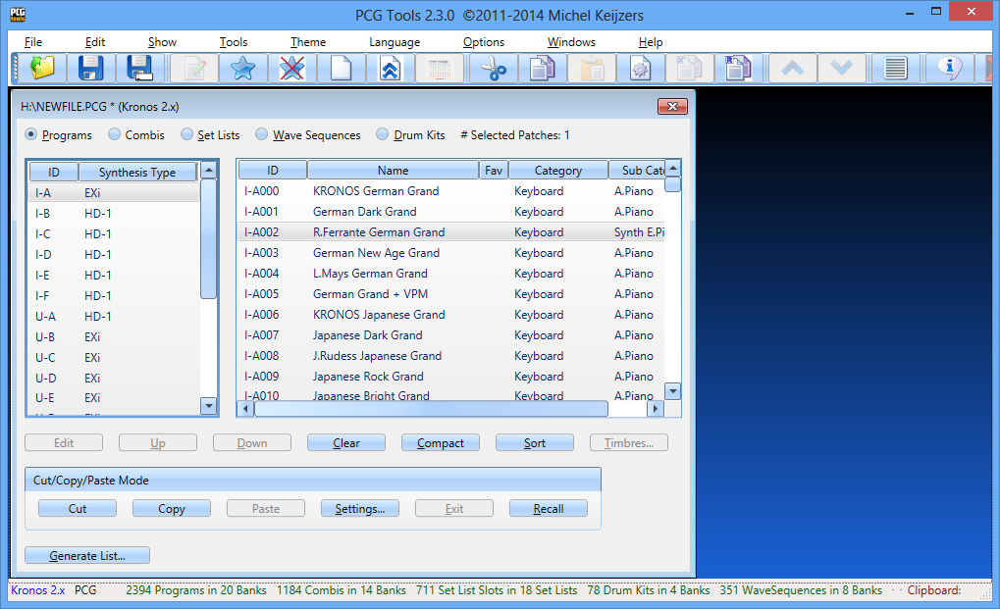 PCG TOOLS
PCG Tools 2.3.0 ©2011-2014 Michel Keijzers
File Edit Show Tools Theme Language Options Windows Help
H:\NEWFILE.PCG * (Kronos 2.x)
Programs Combis Set Lists Wave Sequences Drum Kits # Selected Patches: 1
ID Synthesis Type
I-A EXi
I-B HD-1
I-C HD-1
I-D HD-1
I-E HD-1
I-F HD-1
U-A HD-1
U-B EXi
U-C EXi
U-D EXi
U-E EXi
ID Name Fav Category Sub Cat
I-A000 KRONOS German Grand Keyboard A.Piano
I-A001 German Dark Grand Keyboard A.Piano
I-A002 R.Ferrante German Grand Keyboard Synth E.Pi
I-A003 German New Age Grand Keyboard A.Piano
I-A004 L.Mays German Grand Keyboard A.Piano
I-A005 German Grand + VPM Keyboard A.Piano
I-A006 KRONOS Japanese Grand Keyboard A.Piano
I-A007 Japanese Dark Grand Keyboard A.Piano
I-A008 J.Rudess Japanese Grand Keyboard A.Piano
I-A009 Japanese Rock Grand Keyboard A.Piano
I-A010 Japanese Bright Grand Keyboard A.Piano
Edit Up Down Clear Compact Sort Timbres...
Cut/Copy/Paste Mode
Cut Copy Paste Settings... Exit Recall
Generate List...
Kronos 2.x PCG 2394 Programs in 20 Banks 1184 Combis in 14 Banks 711 Set List Slots in 18 Set Lists 78 Drum Kits in 4 Banks 351 WaveSequences in 8 Banks - - Clipboard: